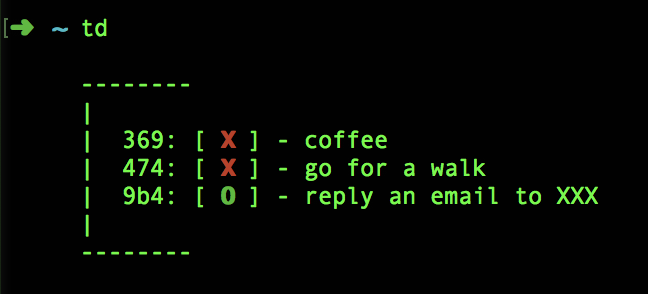 [➜ ~ td
--------
|
| 369: [ X ] - coffee
| 474: [ X ] - go for a walk
| 9b4: [ O ] - reply an email to XXX
|
--------